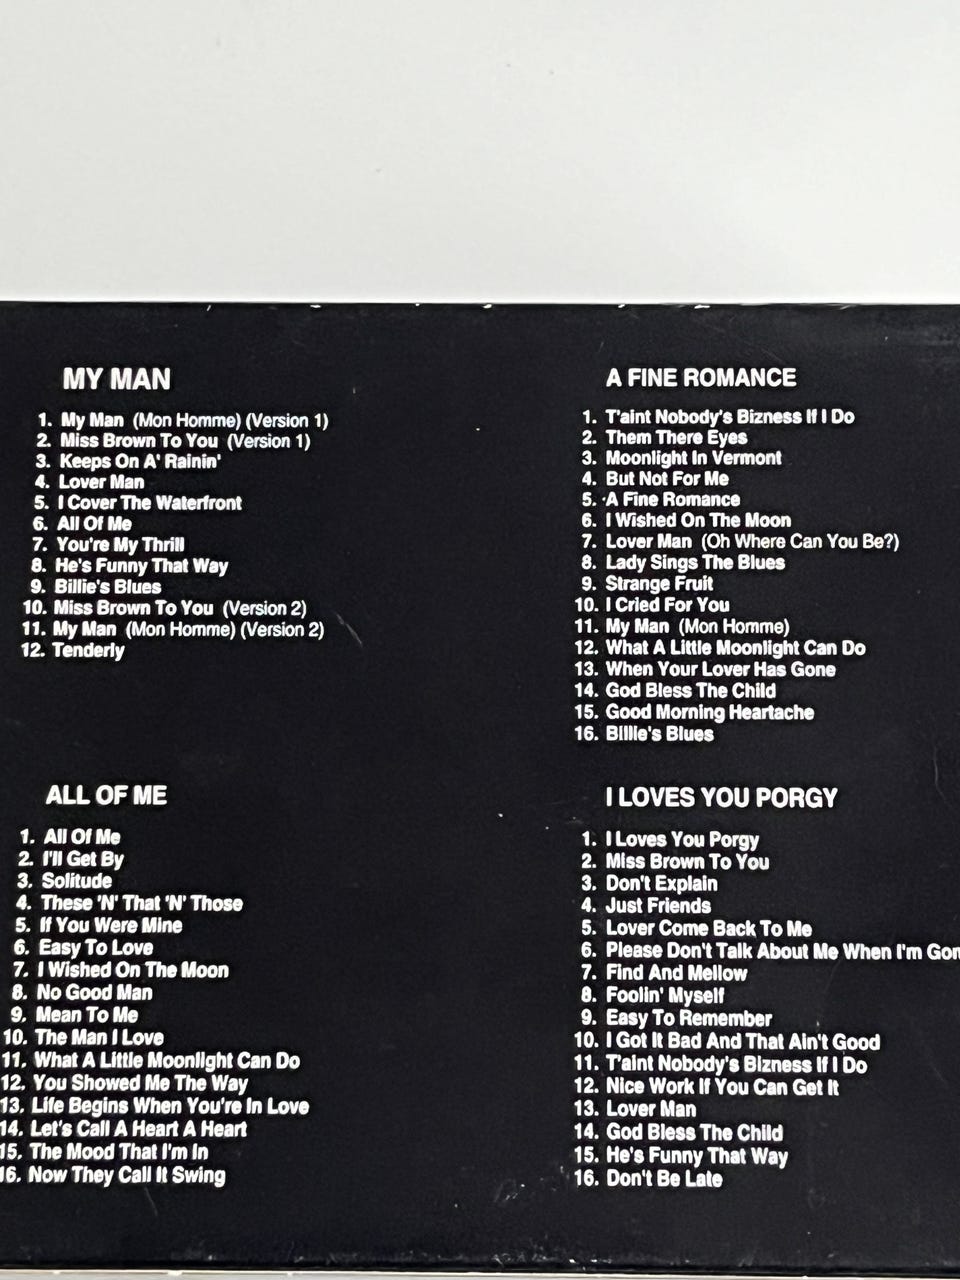 MY MAN
1. My Man (Mon Homme) (Version 1)
2. Miss Brown To You (Version 1)
3. Keeps On A' Rainin'
4. Lover Man
5. I Cover The Waterfront
6. All Of Me
7. You're My Thrill
8. He's Funny That Way
9. Billie's Blues
10. Miss Brown To You (Version 2)
11. My Man (Mon Homme) (Version 2)
12. Tenderly
A FINE ROMANCE
1. T'aint Nobody's Bizness If I Do
2. Them There Eyes
3. Moonlight In Vermont
4. But Not For Me
5. A Fine Romance
6. I Wished On The Moon
7. Lover Man (Oh Where Can You Be?)
8. Lady Sings The Blues
9. Strange Fruit
10. I Cried For You
11. My Man (Mon Homme)
12. What A Little Moonlight Can Do
13. When Your Lover Has Gone
14. God Bless The Child
15. Good Morning Heartache
16. Billie's Blues
ALL OF ME
1. All Of Me
2. I'll Get By
3. Solitude
4. These 'N' That 'N' Those
5. If You Were Mine
6. Easy To Love
7. I Wished On The Moon
8. No Good Man
9. Mean To Me
10. The Man I Love
11. What A Little Moonlight Can Do
12. You Showed Me The Way
13. Life Begins When You're In Love
14. Let's Call A Heart A Heart
15. The Mood That I'm In
16. Now They Call It Swing
I LOVES YOU PORGY
1. I Loves You Porgy
2. Miss Brown To You
3. Don't Explain
4. Just Friends
5. Lover Come Back To Me
6. Please Don't Talk About Me When I'm
7. Find And Mellow
8. Foolin' Myself
9. Easy To Remember
10. I Got It Bad And That Ain't Good
11. T'aint Nobody's Bizness If I Do
12. Nice Work If You Can Get It
13. Lover Man
14. God Bless The Child
15. He's Funny That Way
16. Don't Be Late